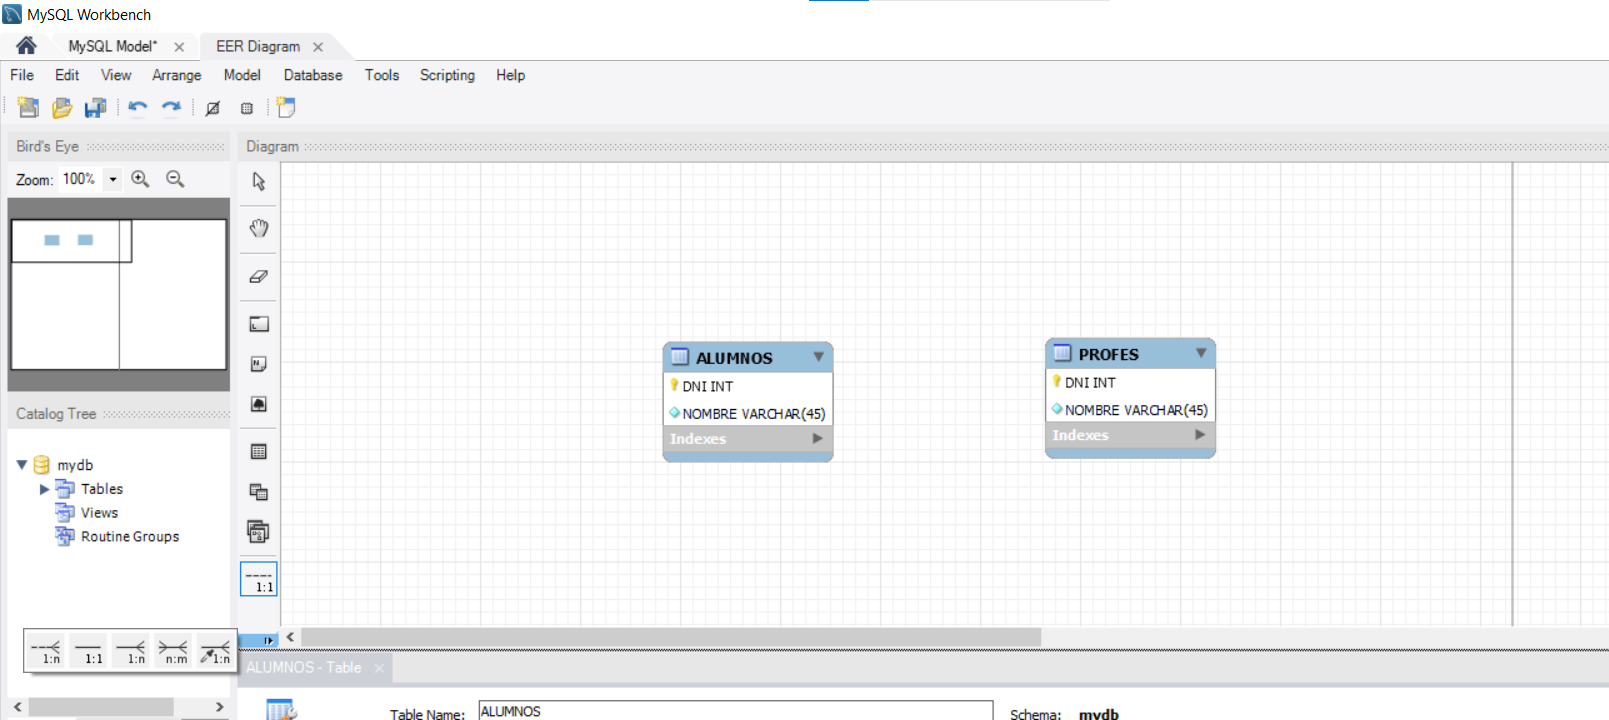 MySQL Workbench
MySQL Model*
EER Diagram
File Edit View Arrange Model Database Tools Scripting Help
Bird's Eye
Diagram
Zoom: 100%
ALUMNOS
DNI INT
NOMBRE VARCHAR(45)
Indexes
PROFES
DNI INT
NOMBRE VARCHAR(45)
Indexes
Catalog Tree
mydb
Tables
Views
Routine Groups
1:1
1:n 1:1 1:n n:m 1:n
ALUMNOS - Table
Table Name: ALUMNOS
Schema: mydb